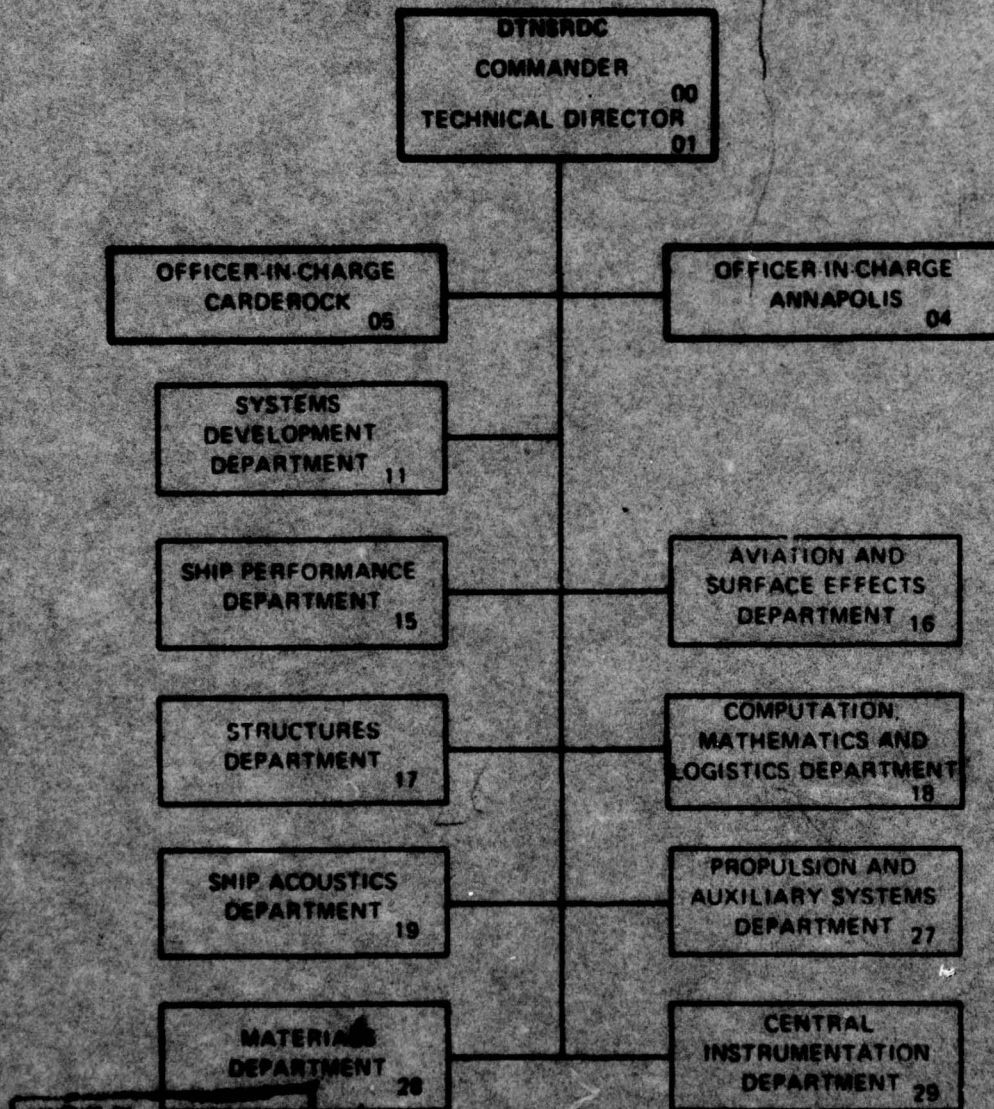 DTNSRDC
COMMANDER
00
TECHNICAL DIRECTOR
01
OFFICER-IN-CHARGE
CARDEROCK
05
OFFICER-IN-CHARGE
ANNAPOLIS
04
SYSTEMS
DEVELOPMENT
DEPARTMENT 11
SHIP PERFORMANCE
DEPARTMENT
15
AVIATION AND
SURFACE EFFECTS
DEPARTMENT 16
STRUCTURES
DEPARTMENT
17
COMPUTATION,
MATHEMATICS AND
LOGISTICS DEPARTMENT
18
SHIP ACOUSTICS
DEPARTMENT
19
PROPULSION AND
AUXILIARY SYSTEMS
DEPARTMENT 27
MATERIALS
DEPARTMENT
28
CENTRAL
INSTRUMENTATION
DEPARTMENT
29